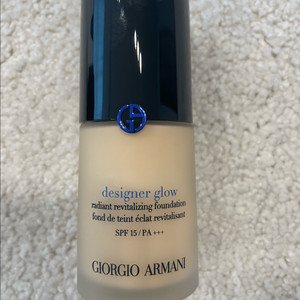 designer glow
radiant revitalizing foundation
fond de teint éclat revitalisant
SPF 15 / PA +++
GIORGIO ARMANI